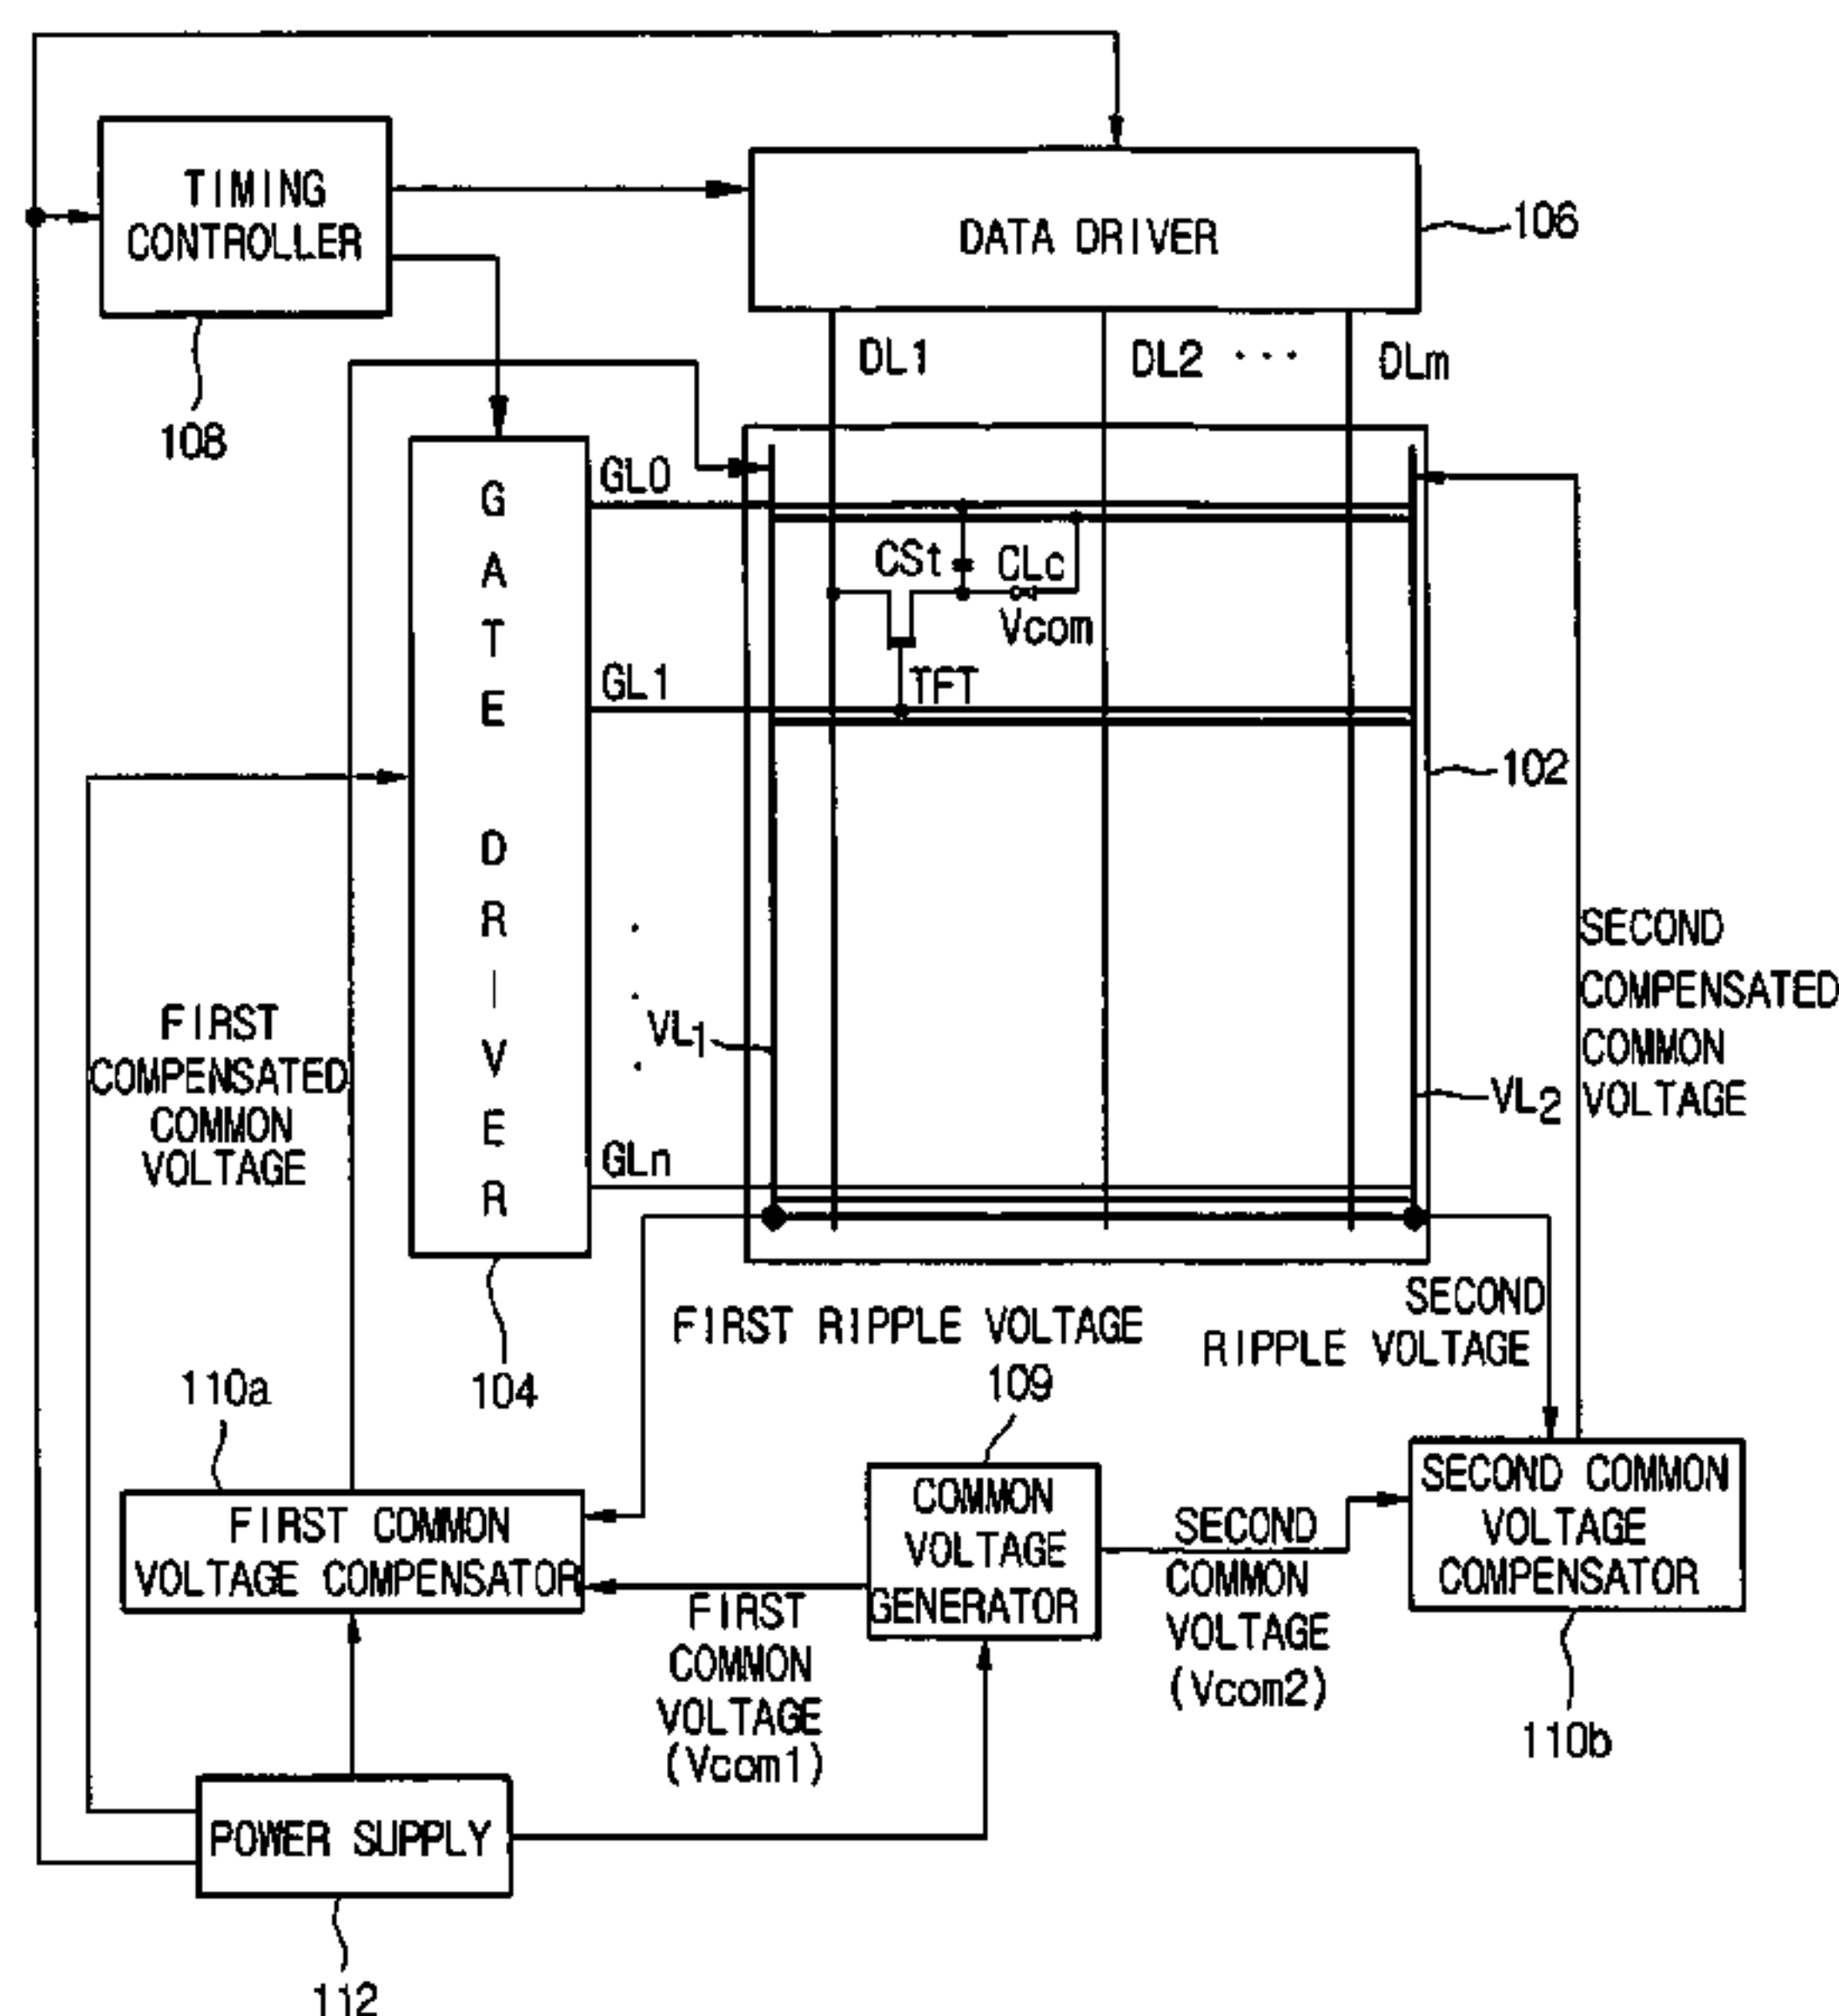 TIMING
CONTROLLER
108
DATA DRIVER
106
DL1
DL2 ...
DLm
GATE DRIVER
104
GL0
CSt
CLc
Vcom
TFT
GL1
102
VL1
VL2
GLn
FIRST
COMPENSATED
COMMON
VOLTAGE
SECOND
COMPENSATED
COMMON
VOLTAGE
FIRST RIPPLE VOLTAGE
SECOND
RIPPLE VOLTAGE
110a
FIRST COMMON
VOLTAGE COMPENSATOR
109
COMMON
VOLTAGE
GENERATOR
FIRST
COMMON
VOLTAGE
(Vcom1)
SECOND
COMMON
VOLTAGE
(Vcom2)
SECOND COMMON
VOLTAGE
COMPENSATOR
110b
POWER SUPPLY
112